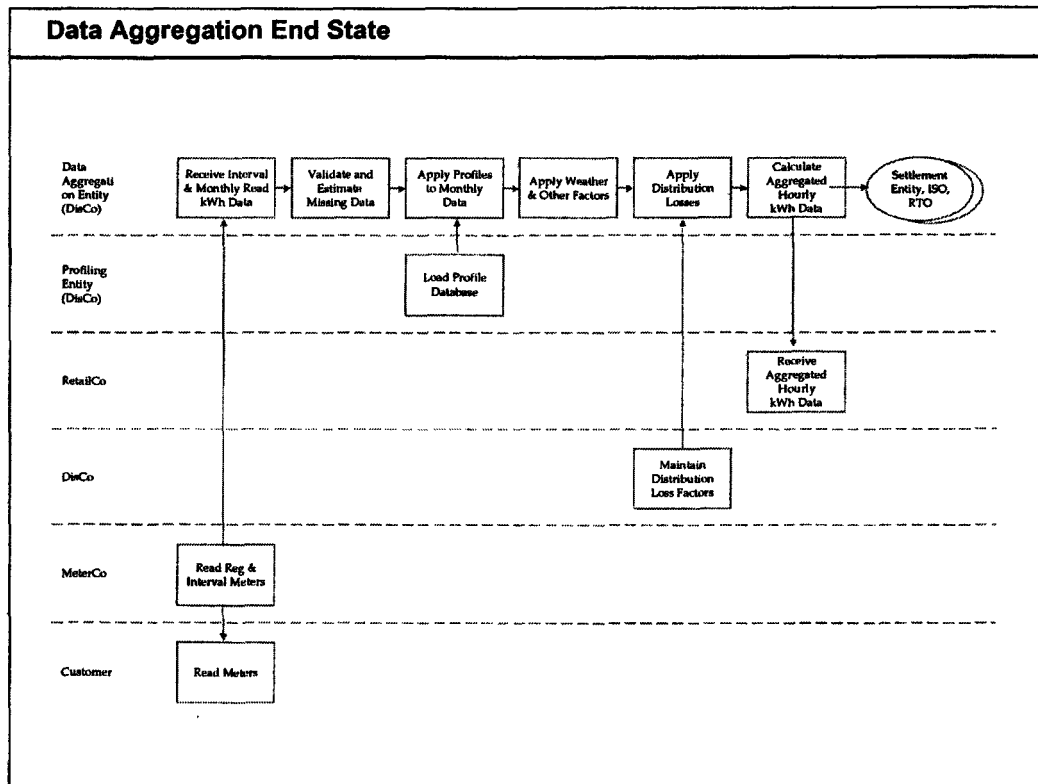 Data Aggregation End State
Data
Aggregati
on Entity
(DisCo)
Receive Interval
& Monthly Read
kWh Data
Validate and
Estimate
Missing Data
Apply Profiles
to Monthly
Data
Apply Weather
& Other Factors
Apply
Distribution
Losses
Calculate
Aggregated
Hourly
kWh Data
Settlement
Entity, ISO,
RTO
Profiling
Entity
(DisCo)
Load Profile
Database
RetailCo
Receive
Aggregated
Hourly
kWh Data
DisCo
Maintain
Distribution
Loss Factors
MeterCo
Read Reg &
Interval Meters
Customer
Read Meters